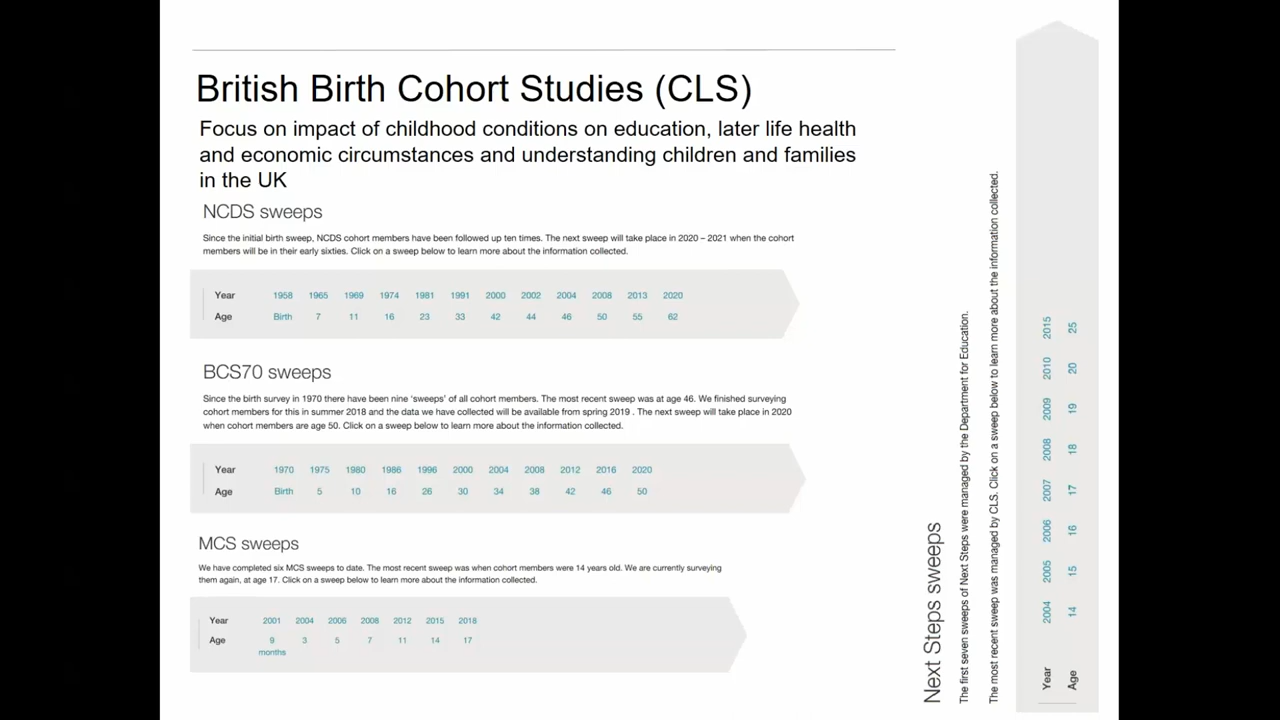 British Birth Cohort Studies (CLS)
Focus on impact of childhood conditions on education, later life health
and economic circumstances and understanding children and families
in the UK
NCDS sweeps
Since the initial birth sweep, NCDS cohort members have been followed up ten times. The next sweep will take place in 2020 – 2021 when the cohort
members will be in their early sixties. Click on a sweep below to learn more about the information collected.
Year 1958 1965 1969 1974 1981 1991 2000 2002 2004 2008 2013 2020
Age Birth 7 11 16 23 33 42 44 46 50 55 62
BCS70 sweeps
Since the birth survey in 1970 there have been nine ‘sweeps’ of all cohort members. The most recent sweep was at age 46. We finished surveying
cohort members for this in summer 2018 and the data we have collected will be available from spring 2019 . The next sweep will take place in 2020
when cohort members are age 50. Click on a sweep below to learn more about the information collected.
Year 1970 1975 1980 1986 1996 2000 2004 2008 2012 2016 2020
Age Birth 5 10 16 26 30 34 38 42 46 50
MCS sweeps
We have completed six MCS sweeps to date. The most recent sweep was when cohort members were 14 years old. We are currently surveying
them again, at age 17. Click on a sweep below to learn more about the information collected.
Year 2001 2004 2006 2008 2012 2015 2018
Age 9 3 5 7 11 14 17
months
Next Steps sweeps
The first seven sweeps of Next Steps were managed by the Department for Education.
The most recent sweep was managed by CLS. Click on a sweep below to learn more about the information collected.
Year 2004 2005 2006 2007 2008 2009 2010 2015
Age 14 15 16 17 18 19 20 25